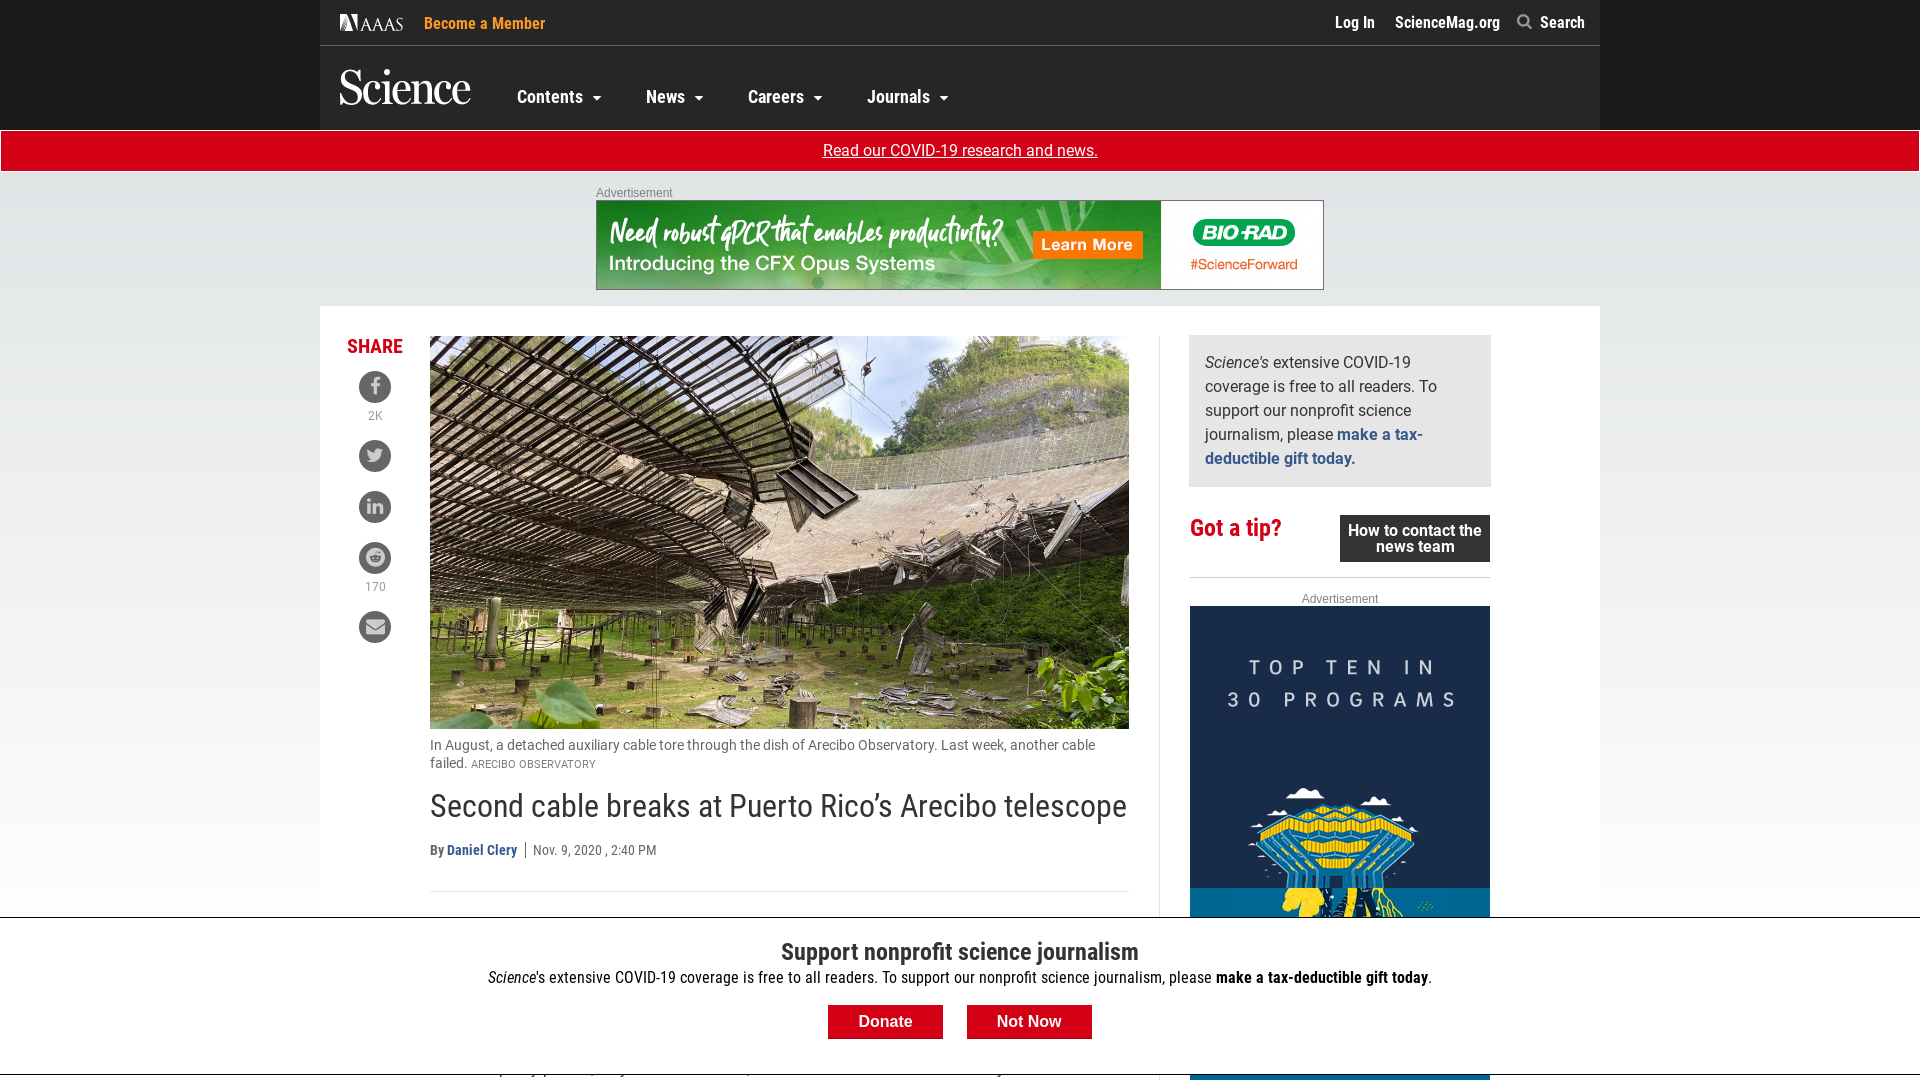 AAAS
Become a Member
Log In
ScienceMag.org
Search
Science
Contents
News
Careers
Journals
Read our COVID-19 research and news.
Advertisement
Need robust qPCR that enables productivity?
Introducing the CFX Opus Systems
Learn More
BIO-RAD
#ScienceForward
SHARE
2K
170
In August, a detached auxiliary cable tore through the dish of Arecibo Observatory. Last week, another cable
failed. ARECIBO OBSERVATORY
Second cable breaks at Puerto Rico’s Arecibo telescope
By Daniel Clery
Nov. 9, 2020 , 2:40 PM
Science's extensive COVID-19
coverage is free to all readers. To
support our nonprofit science
journalism, please make a tax-
deductible gift today.
Got a tip?
How to contact the
news team
Advertisement
TOP TEN IN
30 PROGRAMS
Support nonprofit science journalism
Science's extensive COVID-19 coverage is free to all readers. To support our nonprofit science journalism, please make a tax-deductible gift today.
Donate
Not Now